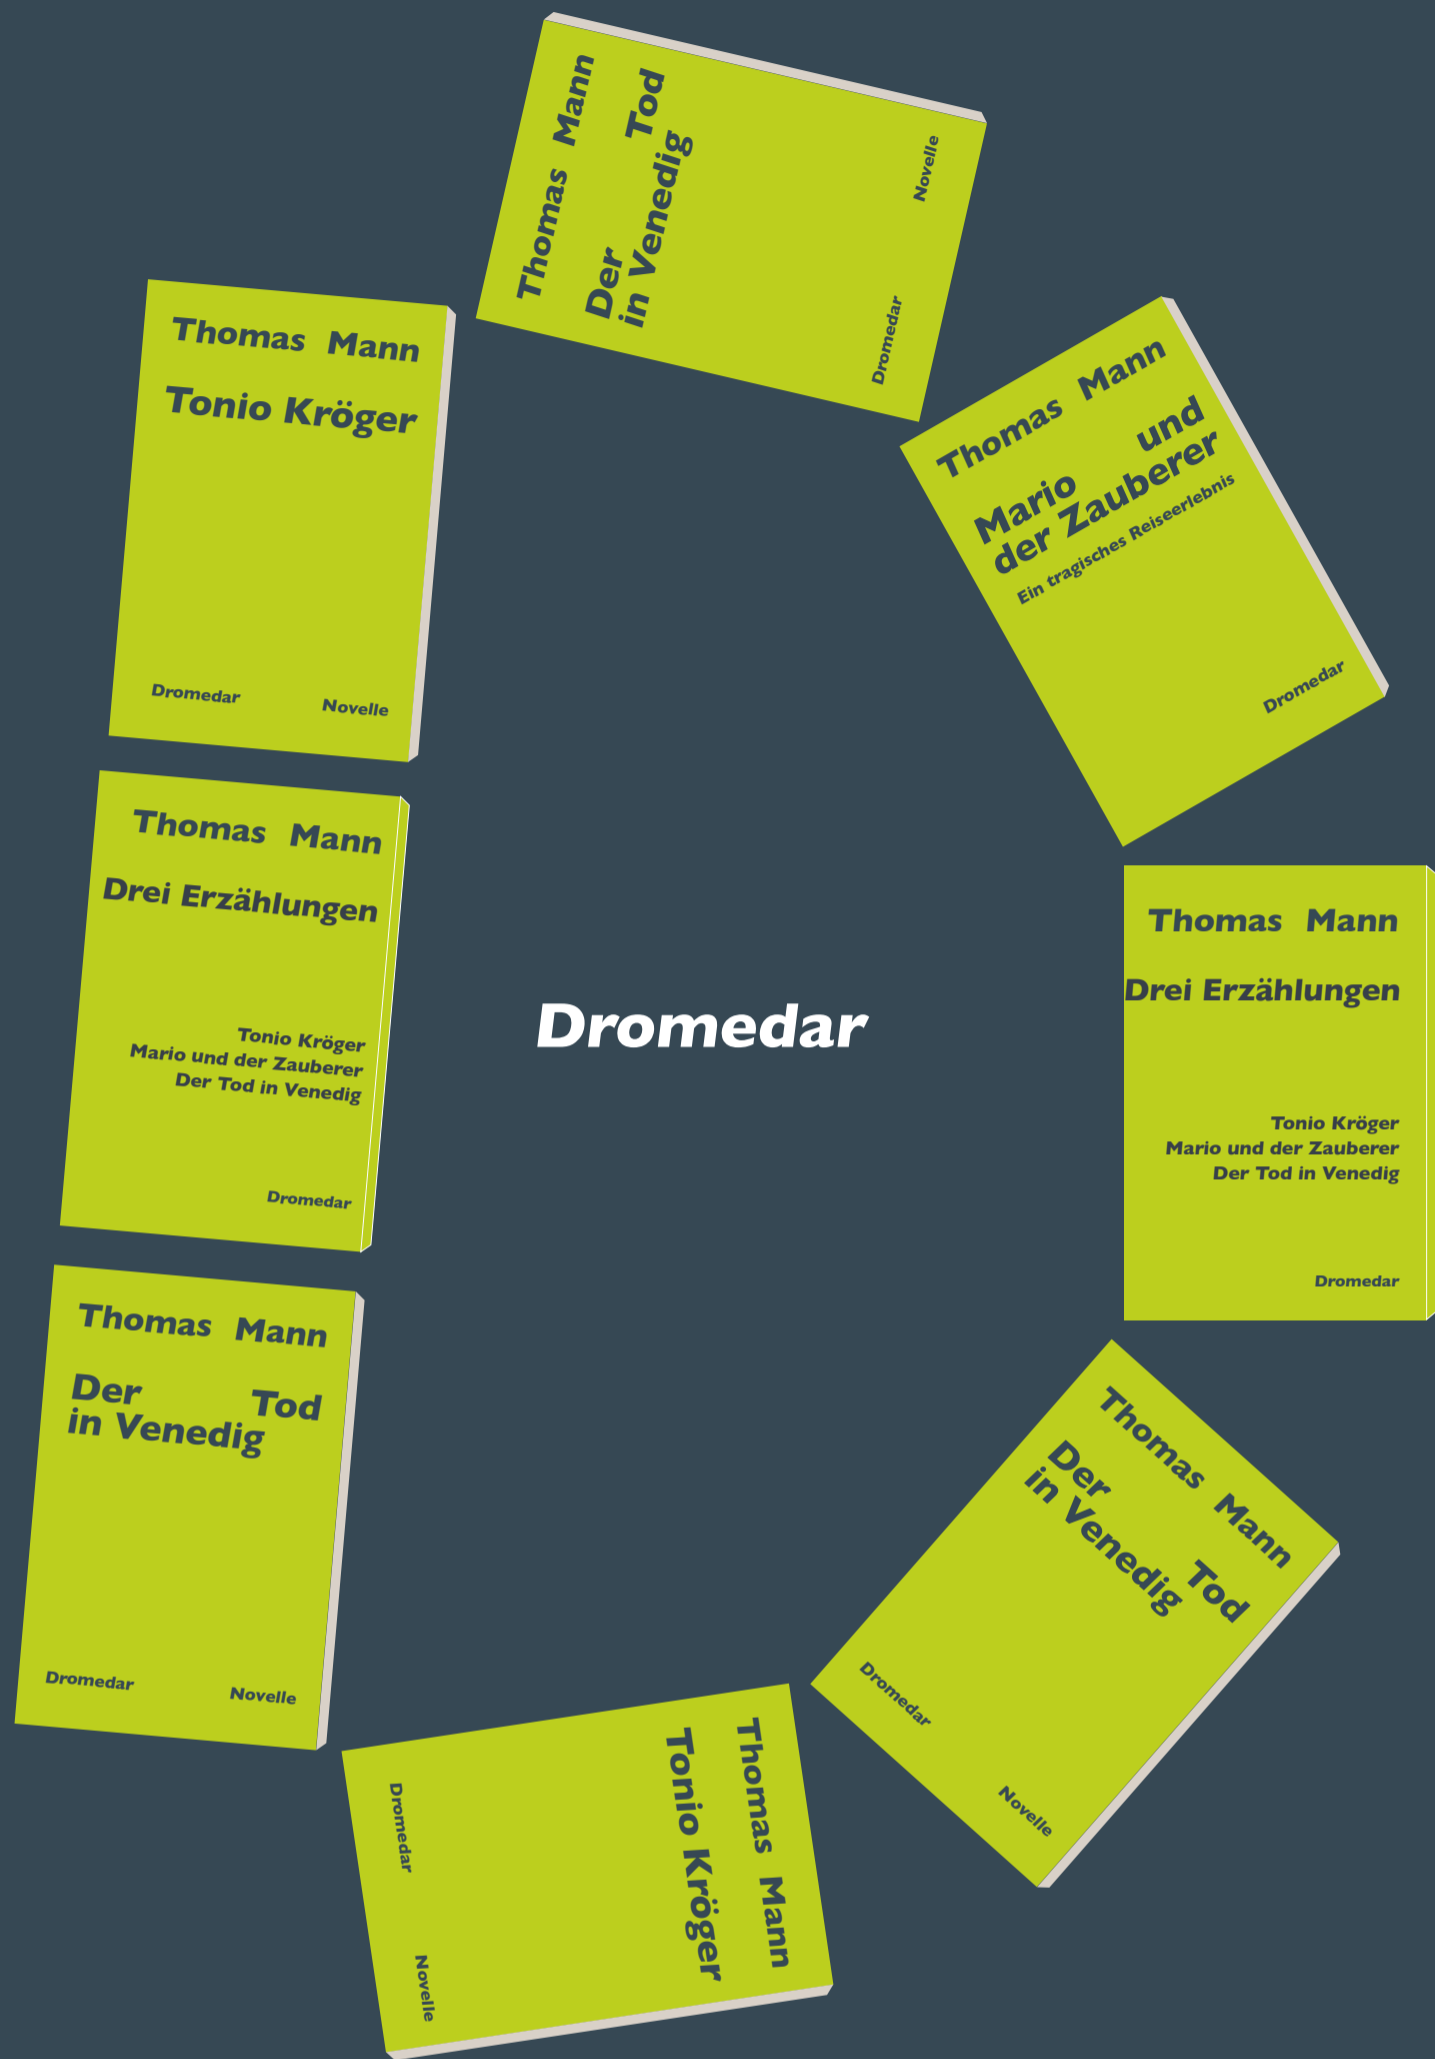 Thomas Mann
Der Tod
in Venedig
Dromedar
Novelle
Thomas Mann
Tonio Kröger
Dromedar
Novelle
Thomas Mann
Mario und
der Zauberer
Ein tragisches Reiseerlebnis
Dromedar
Thomas Mann
Drei Erzählungen
Tonio Kröger
Mario und der Zauberer
Der Tod in Venedig
Dromedar
Dromedar
Thomas Mann
Drei Erzählungen
Tonio Kröger
Mario und der Zauberer
Der Tod in Venedig
Dromedar
Thomas Mann
Der Tod
in Venedig
Dromedar
Novelle
Thomas Mann
Der Tod
in Venedig
Dromedar
Novelle
Thomas Mann
Tonio Kröger
Dromedar
Novelle